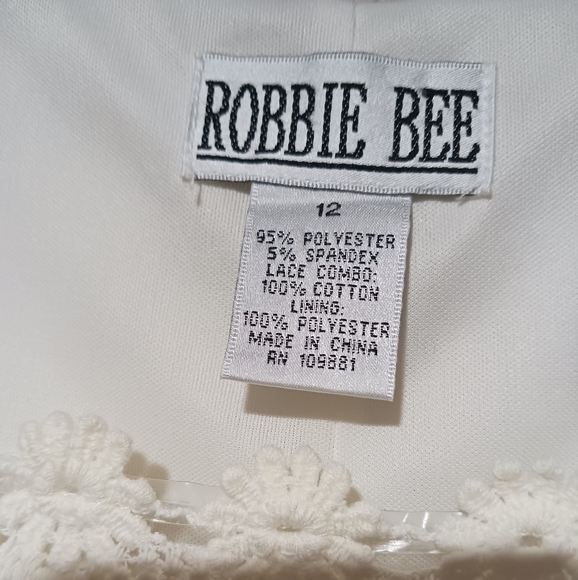 ROBBIE BEE
12
95% POLYESTER
5% SPANDEX
LACE COMBO:
100% COTTON
LINING:
100% POLYESTER
MADE IN CHINA
RN 109881